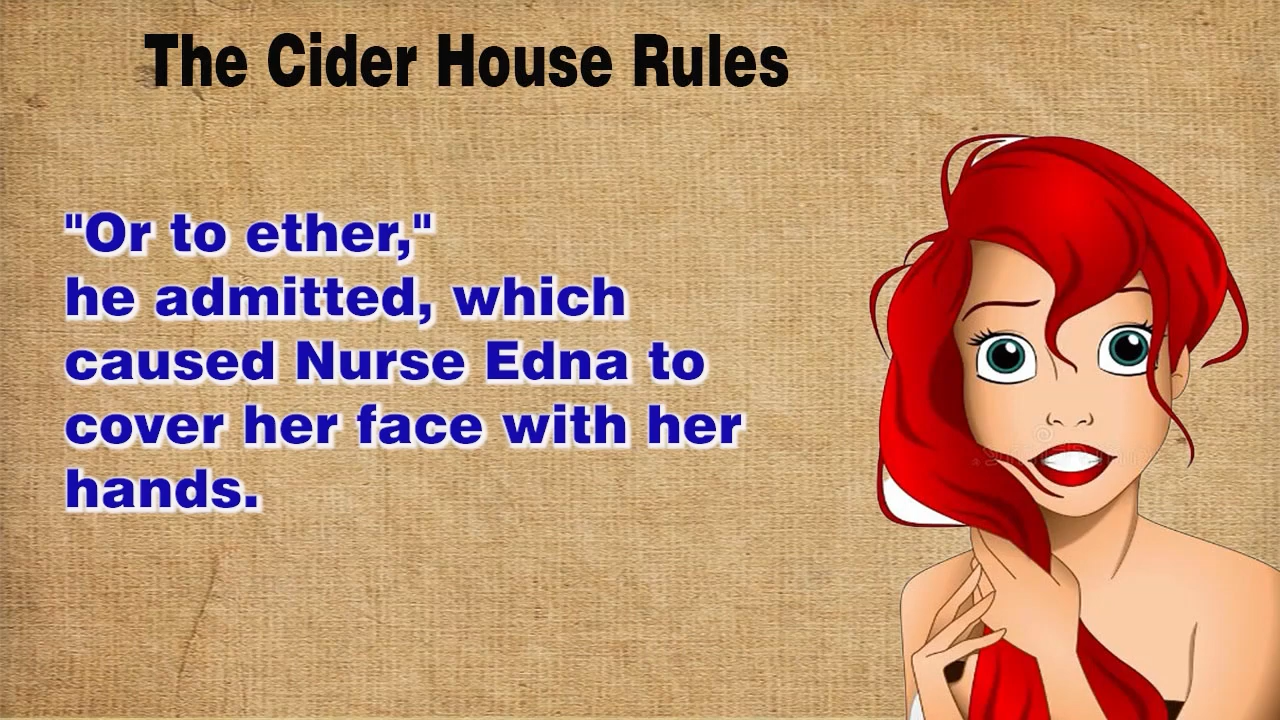 The Cider House Rules
"Or to ether,"
he admitted, which
caused Nurse Edna to
cover her face with her
hands.